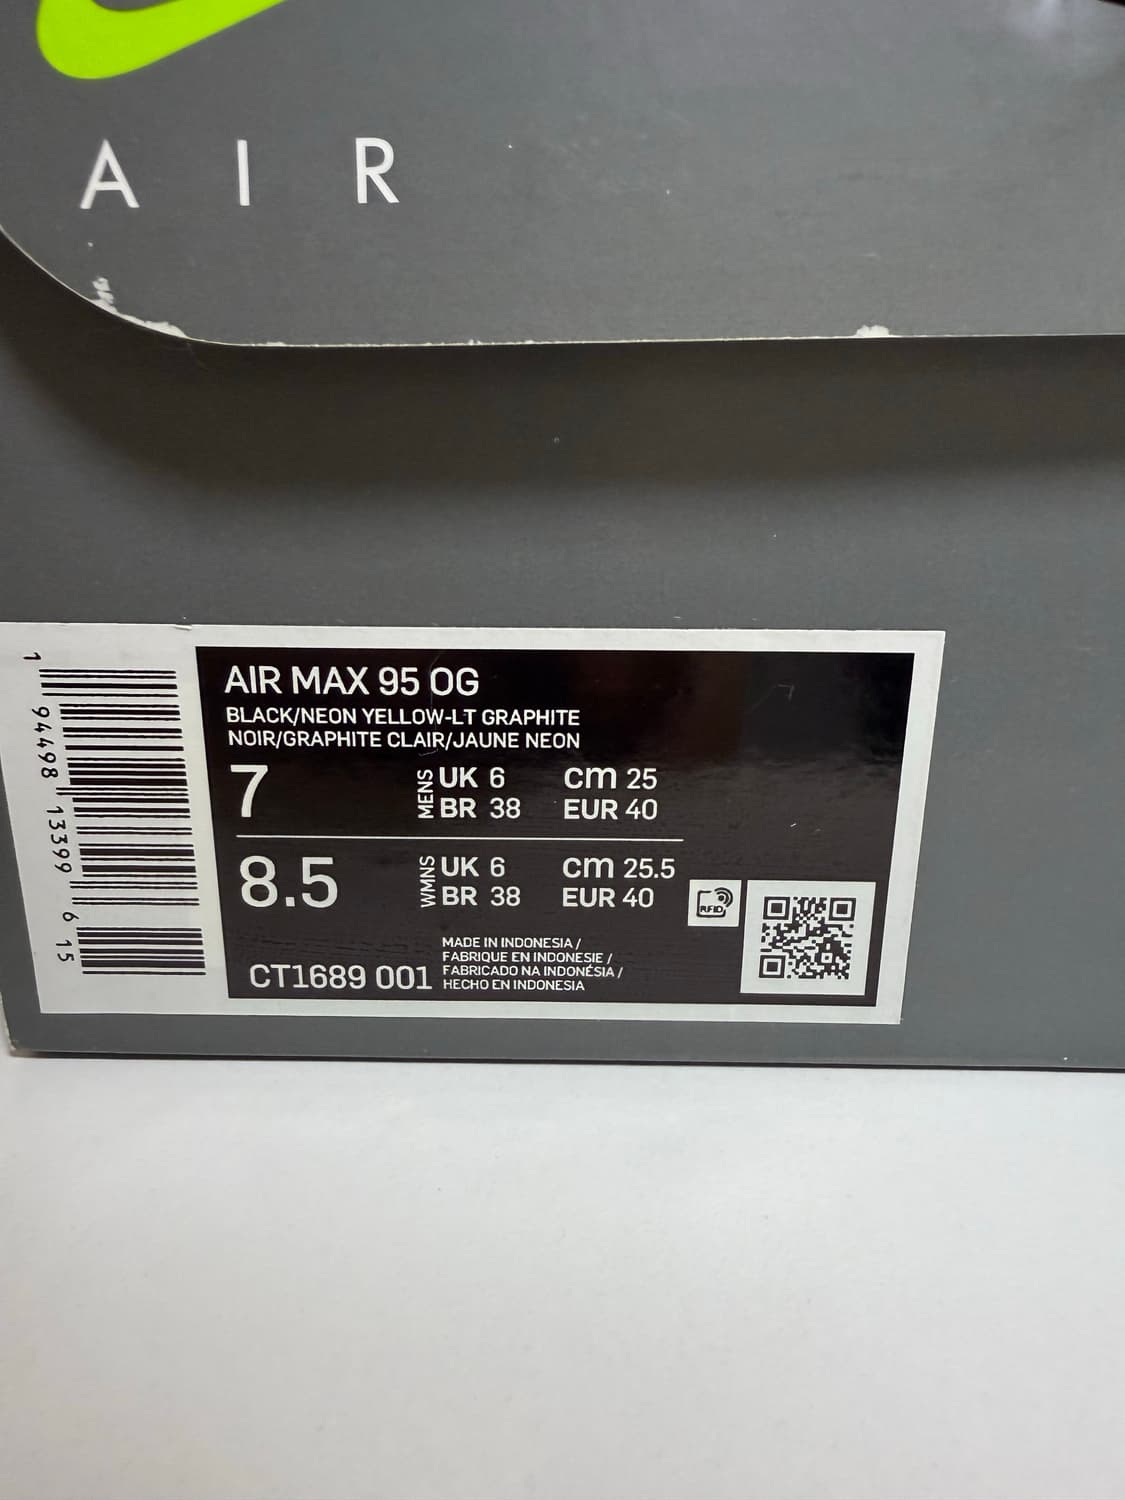 AIR
AIR MAX 95 OG
BLACK/NEON YELLOW-LT GRAPHITE
NOIR/GRAPHITE CLAIR/JAUNE NEON
7 MENS UK 6 cm 25
BR 38 EUR 40
8.5 WMNS UK 6 cm 25.5
BR 38 EUR 40
RFID
MADE IN INDONESIA /
FABRIQUE EN INDONESIE /
FABRICADO NA INDONÉSIA /
HECHO EN INDONESIA
CT1689 001
1 94498 13399 6 15